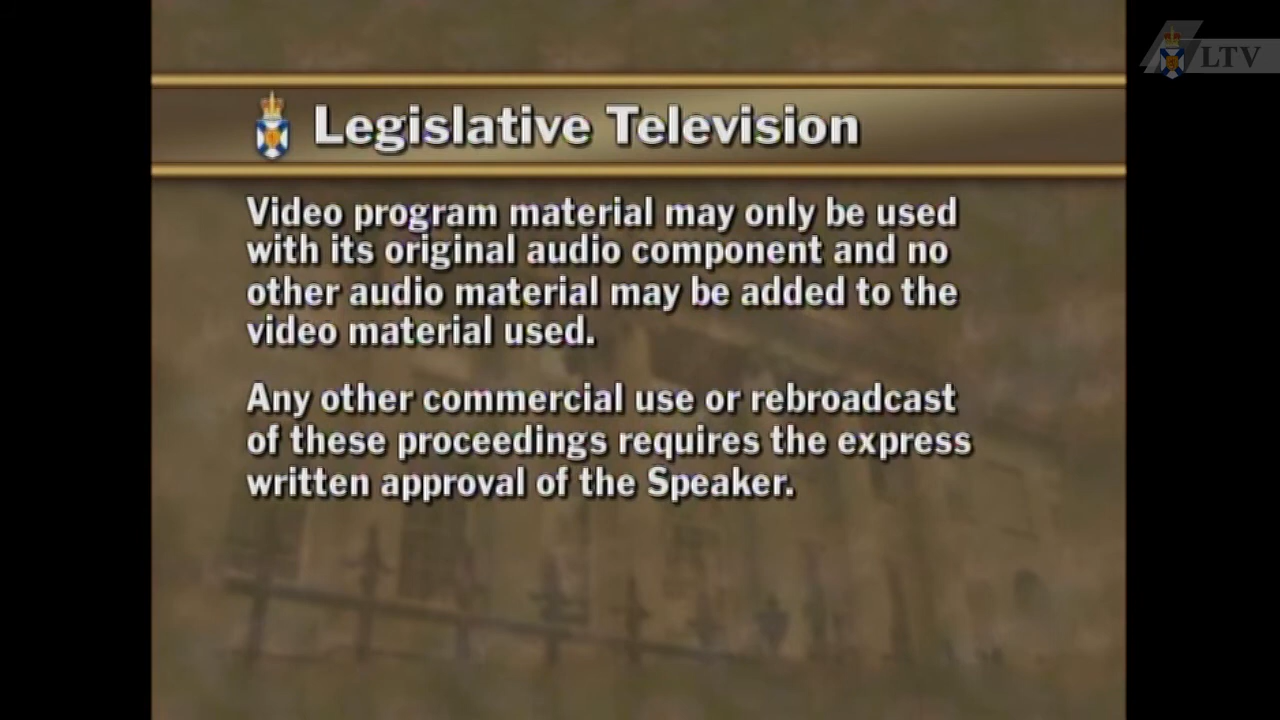 LTV
Legislative Television
Video program material may only be used
with its original audio component and no
other audio material may be added to the
video material used.
Any other commercial use or rebroadcast
of these proceedings requires the express
written approval of the Speaker.